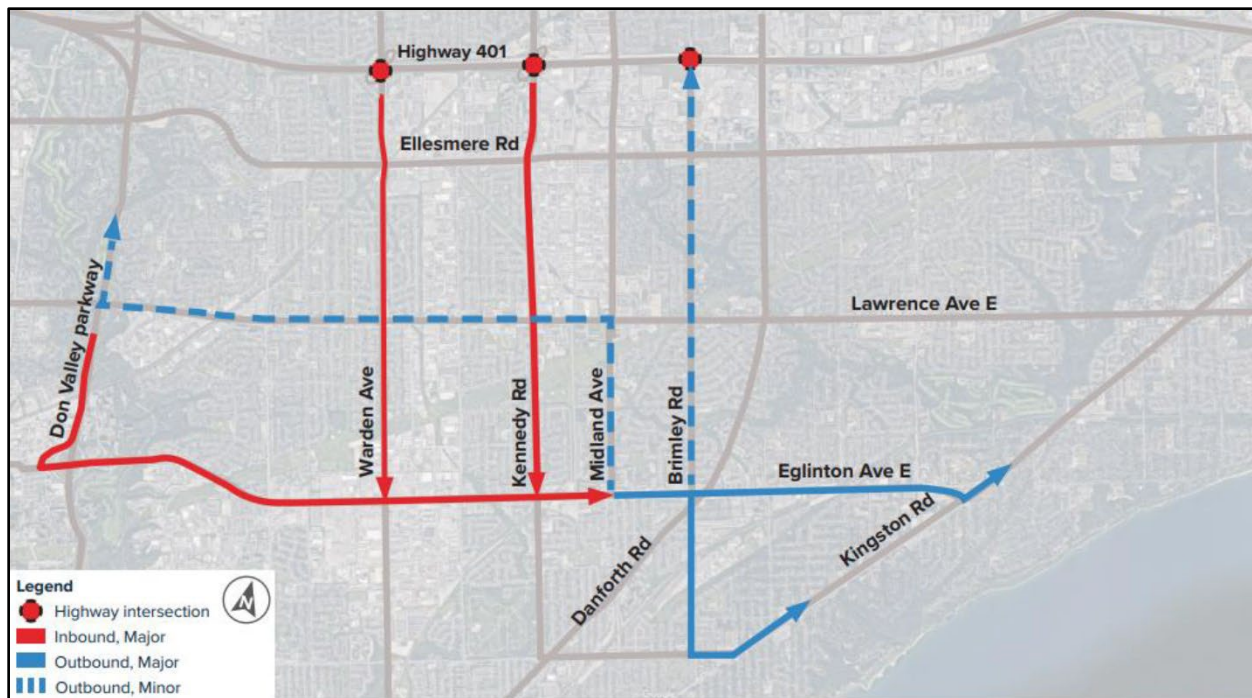 Highway 401
Ellesmere Rd
Lawrence Ave E
Don Valley parkway
Warden Ave
Kennedy Rd
Midland Ave
Brimley Rd
Eglinton Ave E
Kingston Rd
Danforth Rd
Legend
N
Highway intersection
Inbound, Major
Outbound, Major
Outbound, Minor